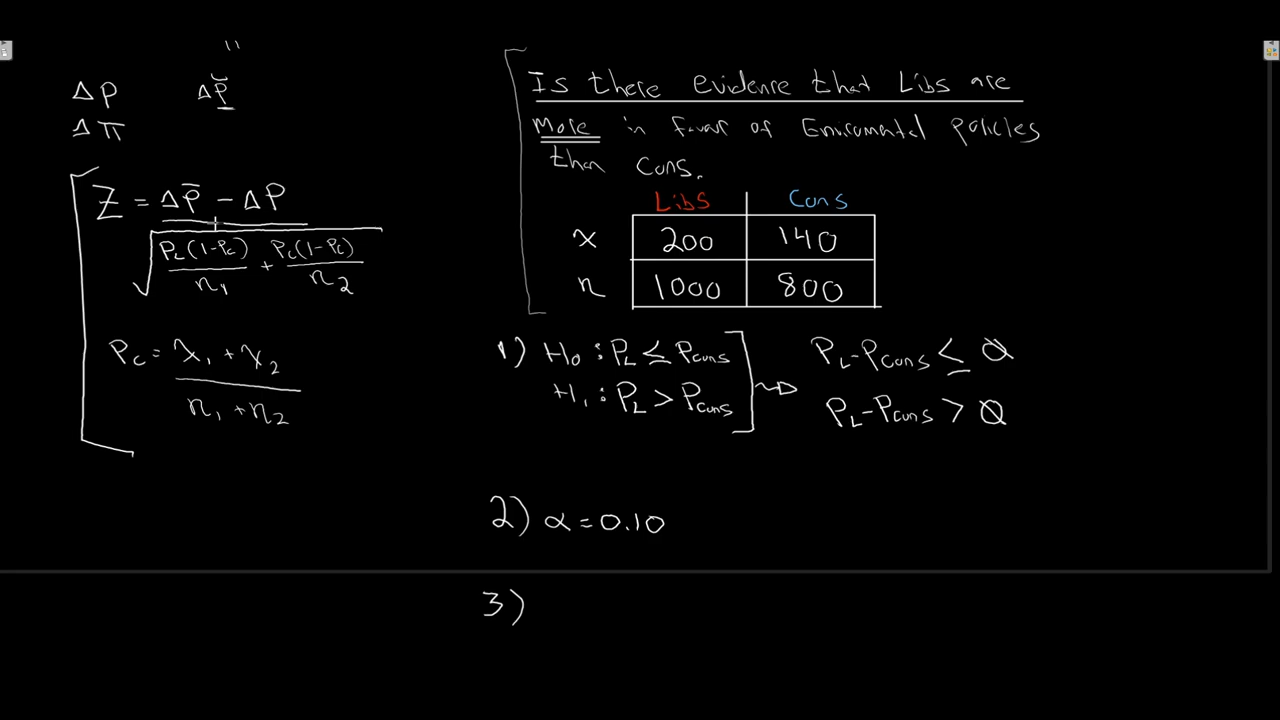 ΔP Δp̆
Δπ
Z = Δp̄ - ΔP
√ Pc(1-Pc)/n1 + Pc(1-Pc)/n2
Pc = x1 + x2 / n1 + n2
Is there evidence that Libs are
More in favor of Enviromental policies
than Cons.
Libs Cons
x 200 140
n 1000 800
1) H0 : PL ≤ Pcons PL-Pcons ≤ 0
H1 : PL > Pcons PL-Pcons > 0
2) α = 0.10
3)